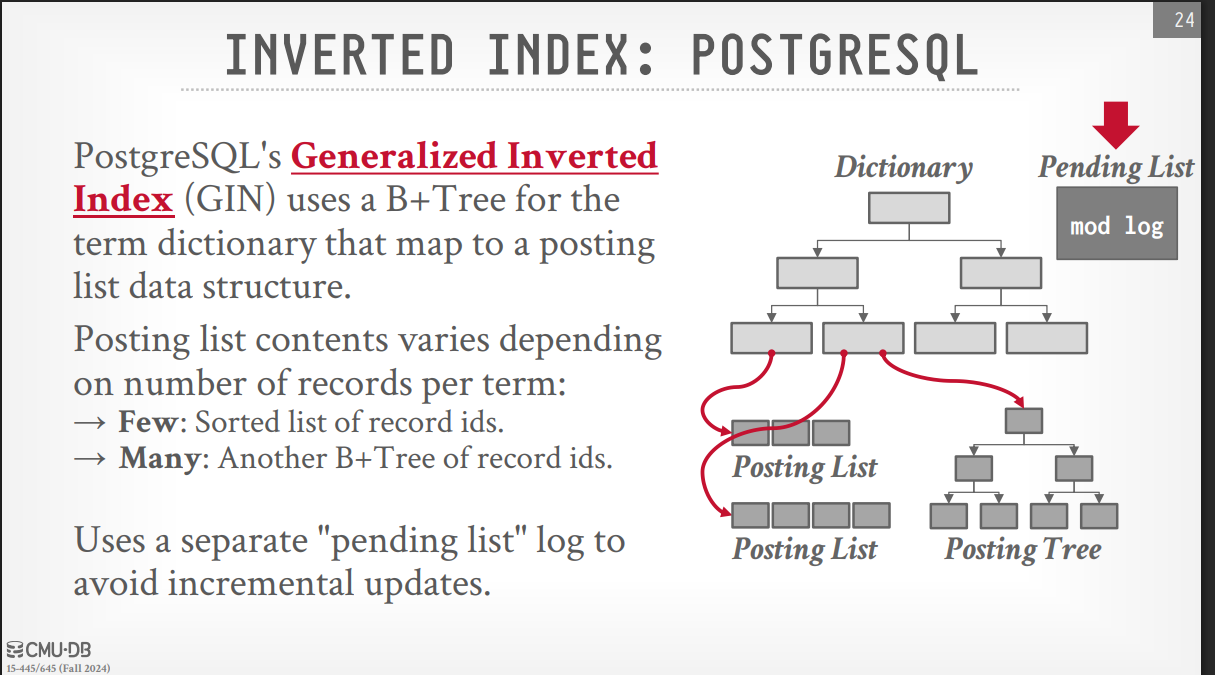 24
INVERTED INDEX: POSTGRESQL
PostgreSQL's Generalized Inverted
Index (GIN) uses a B+Tree for the
term dictionary that map to a posting
list data structure.
Posting list contents varies depending
on number of records per term:
→ Few: Sorted list of record ids.
→ Many: Another B+Tree of record ids.
Uses a separate "pending list" log to
avoid incremental updates.
Dictionary
Pending List
mod log
Posting List
Posting List
Posting Tree
CMU·DB
15-445/645 (Fall 2024)